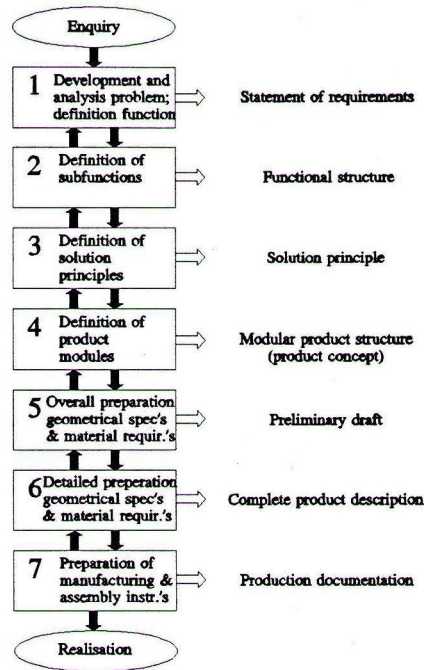 Enquiry
1 Development and
analysis problem;
definition function
Statement of requirements
2 Definition of
subfunctions
Functional structure
3 Definition of
solution
principles
Solution principle
4 Definition of
product
modules
Modular product structure
(product concept)
5 Overall preparation
geometrical spec's
& material requir.'s
Preliminary draft
6 Detailed preperation
geometrical spec's
& material requir.'s
Complete product description
7 Preparation of
manufacturing &
assembly instr.'s
Production documentation
Realisation